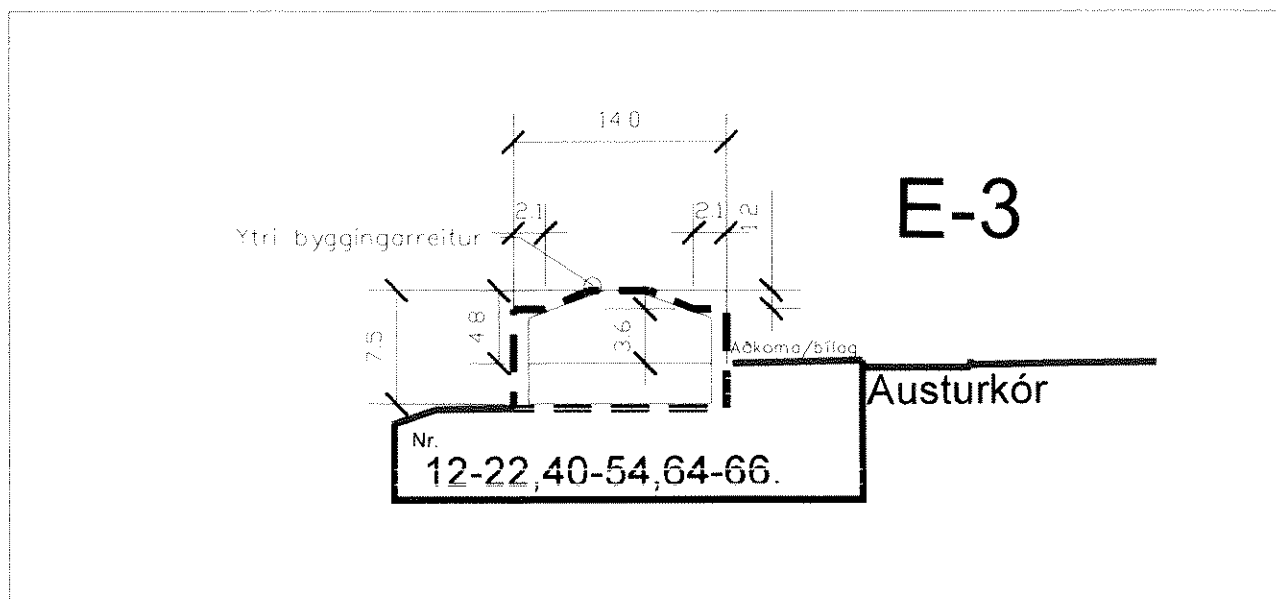 14.0
E-3
2.1
2.1
1.2
Ytri byggingarreitur
7.5
4.8
3.6
Aðkoma/bílag
Austurkór
Nr.
12-22,40-54,64-66.